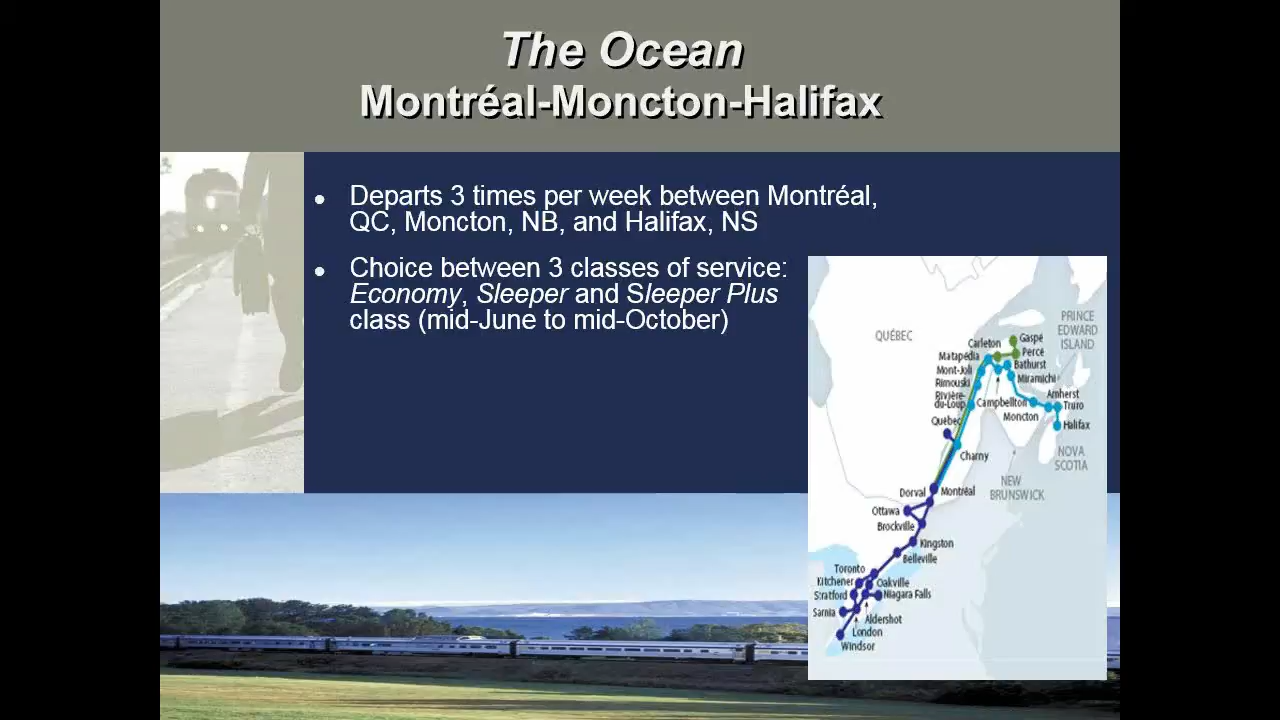 The Ocean
Montréal-Moncton-Halifax
• Departs 3 times per week between Montréal,
QC, Moncton, NB, and Halifax, NS
• Choice between 3 classes of service:
Economy, Sleeper and Sleeper Plus
class (mid-June to mid-October)
QUÉBEC
PRINCE
EDWARD
ISLAND
Gaspé
Carleton
Percé
Matapédia
Bathurst
Mont-Joli
Miramichi
Rimouski
Rivière-
du-Loup
Campbellton
Amherst
Truro
Moncton
Québec
Halifax
Charny
NOVA
SCOTIA
NEW
BRUNSWICK
Dorval
Montréal
Ottawa
Brockville
Kingston
Belleville
Toronto
Kitchener
Oakville
Stratford
Niagara Falls
Sarnia
Aldershot
London
Windsor